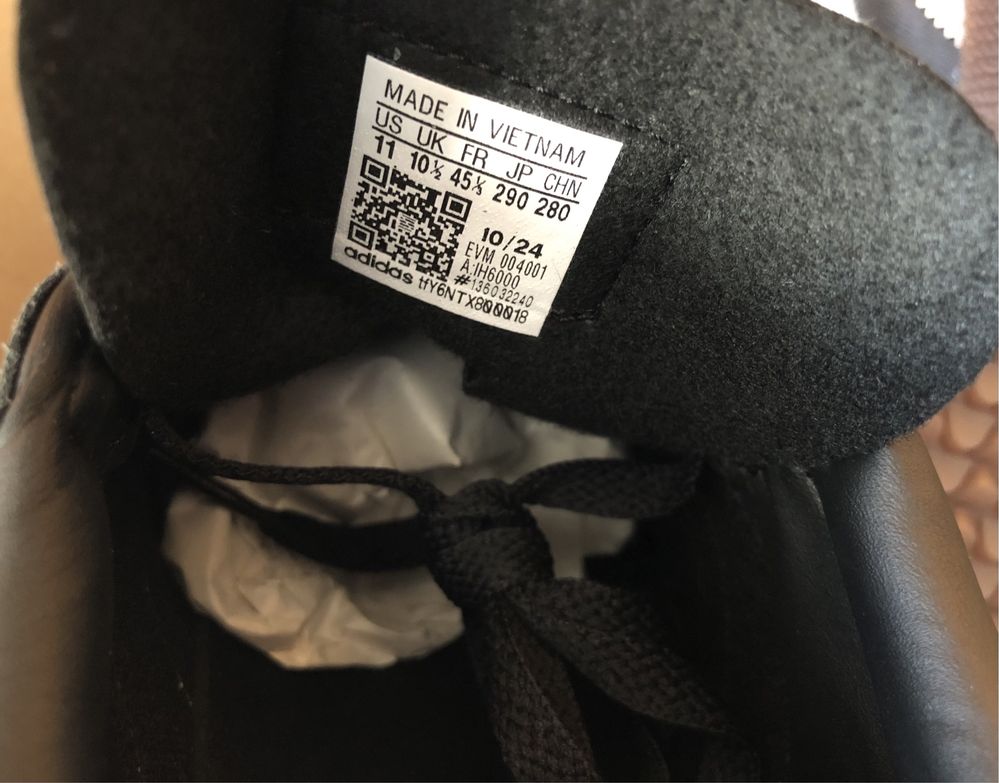 MADE IN VIETNAM
US UK FR JP CHN
11 10½ 45⅓ 290 280
10/24
EVM 004001
A:IH6000
#136032240
adidas tfY6NTX800018